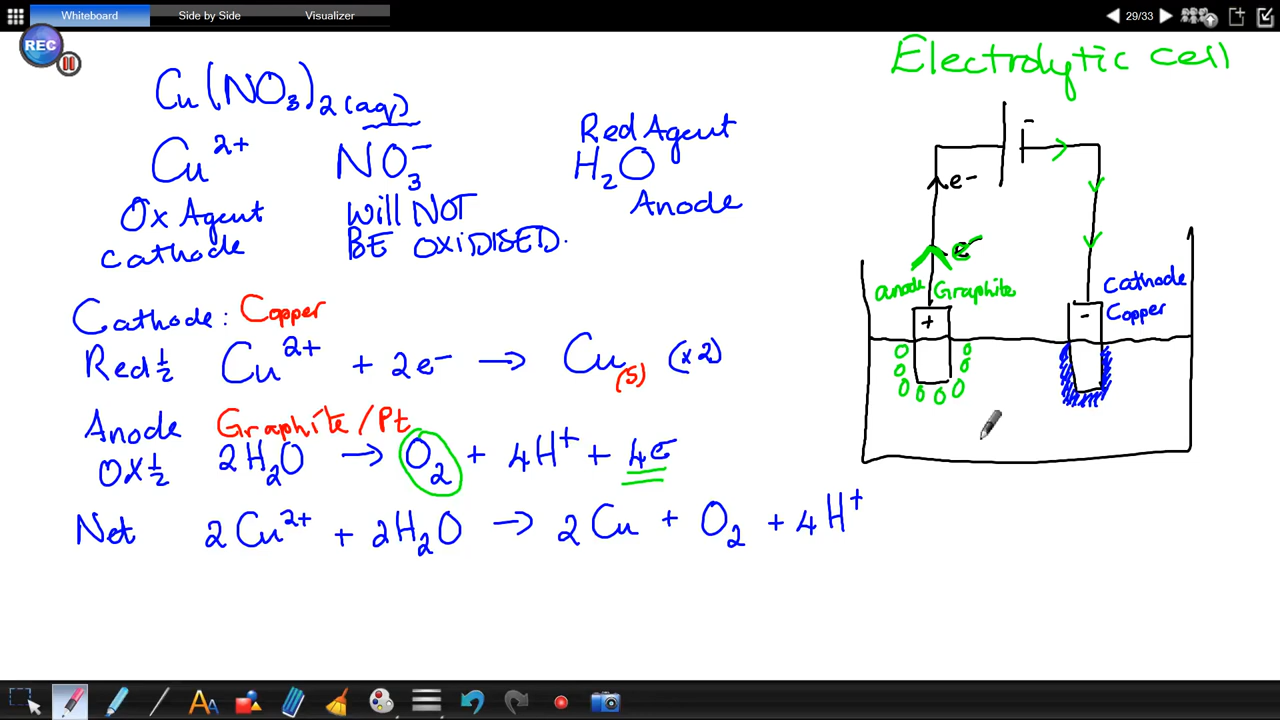 Whiteboard Side by Side Visualizer 29/33
REC
Electrolytic cell
Cu(NO₃)₂(aq)
Cu²⁺ NO₃⁻ H₂O
Red Agent
Ox Agent Will NOT Anode
cathode BE OXiDISED.
Cathode: Copper
Red ½ Cu²⁺ + 2e⁻ → Cu(s) (x2)
Anode Graphite/Pt
OX ½ 2H₂O → O₂ + 4H⁺ + 4e
Net 2Cu²⁺ + 2H₂O → 2Cu + O₂ + 4H⁺
-
e-
e-
anode Graphite
Cathode
Copper
+ -